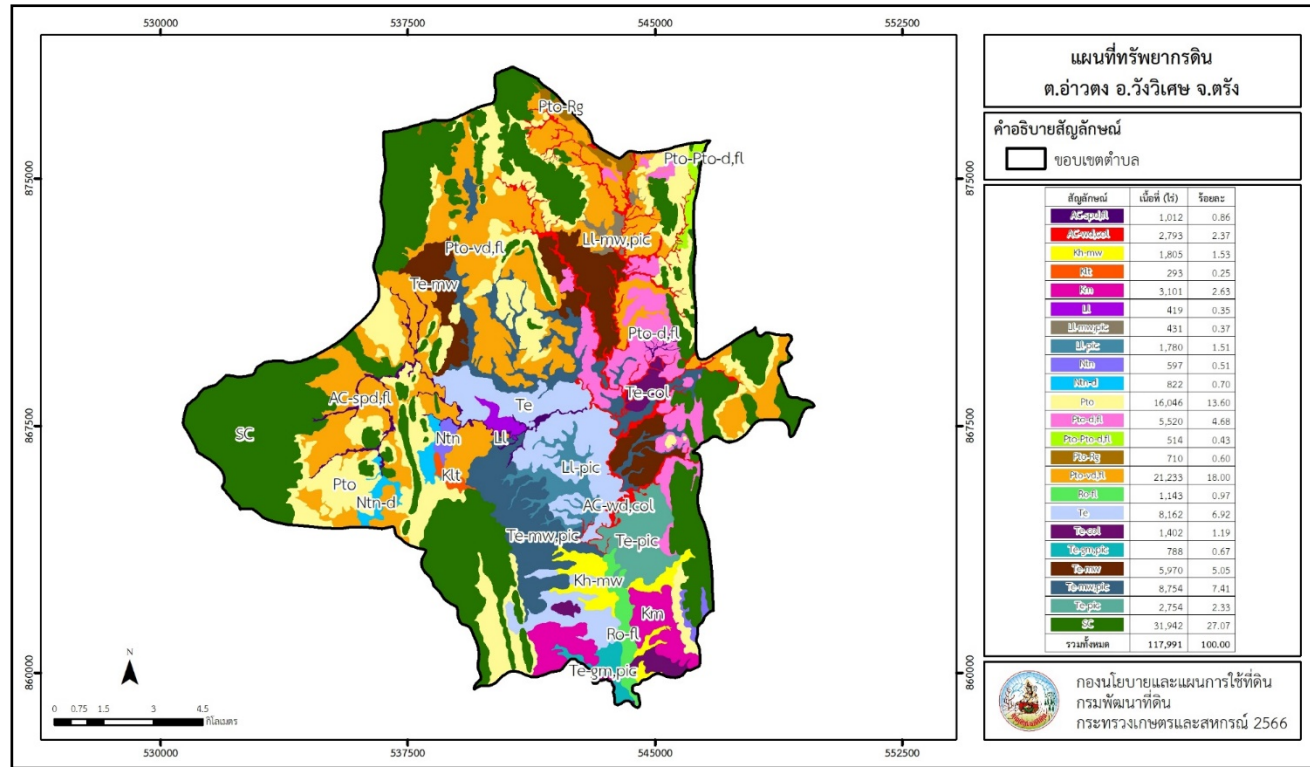 530000
537500
545000
552500
แผนที่ทรัพยากรดิน
ต.อ่าวตง อ.วังวิเศษ จ.ตรัง
คำอธิบายสัญลักษณ์
ขอบเขตตำบล
875000
875000
867500
867500
860000
860000
Pto-Rg
Pto-Pto-d,fl
Ll-mw,pic
Pto-vd,fl
Te-mw
Pto-d,fl
Te-col
Te
AC-spd,fl
SC
Ntn
Ll
Ll-pic
Klt
Pto
Ntn-d
AC-wd,col
Te-mw,pic
Te-pic
Kh-mw
Km
Ro-fl
Te-gm,pic
สัญลักษณ์ เนื้อที่ (ไร่) ร้อยละ
AC-spd,fl 1,012 0.86
AC-wd,col 2,793 2.37
Kh-mw 1,805 1.53
Klt 293 0.25
Km 3,101 2.63
Ll 419 0.35
Ll-mw,pic 431 0.37
Ll-pic 1,780 1.51
Ntn 597 0.51
Ntn-d 822 0.70
Pto 16,046 13.60
Pto-d,fl 5,520 4.68
Pto-Pto-d,fl 514 0.43
Pto-Rg 710 0.60
Pto-vd,fl 21,233 18.00
Ro-fl 1,143 0.97
Te 8,162 6.92
Te-col 1,402 1.19
Te-gm,pic 788 0.67
Te-mw 5,970 5.05
Te-mw,pic 8,754 7.41
Te-pic 2,754 2.33
SC 31,942 27.07
รวมทั้งหมด 117,991 100.00
N
0 0.75 1.5 3 4.5
กิโลเมตร
กองนโยบายและแผนการใช้ที่ดิน
กรมพัฒนาที่ดิน
กระทรวงเกษตรและสหกรณ์ 2566
530000
537500
545000
552500